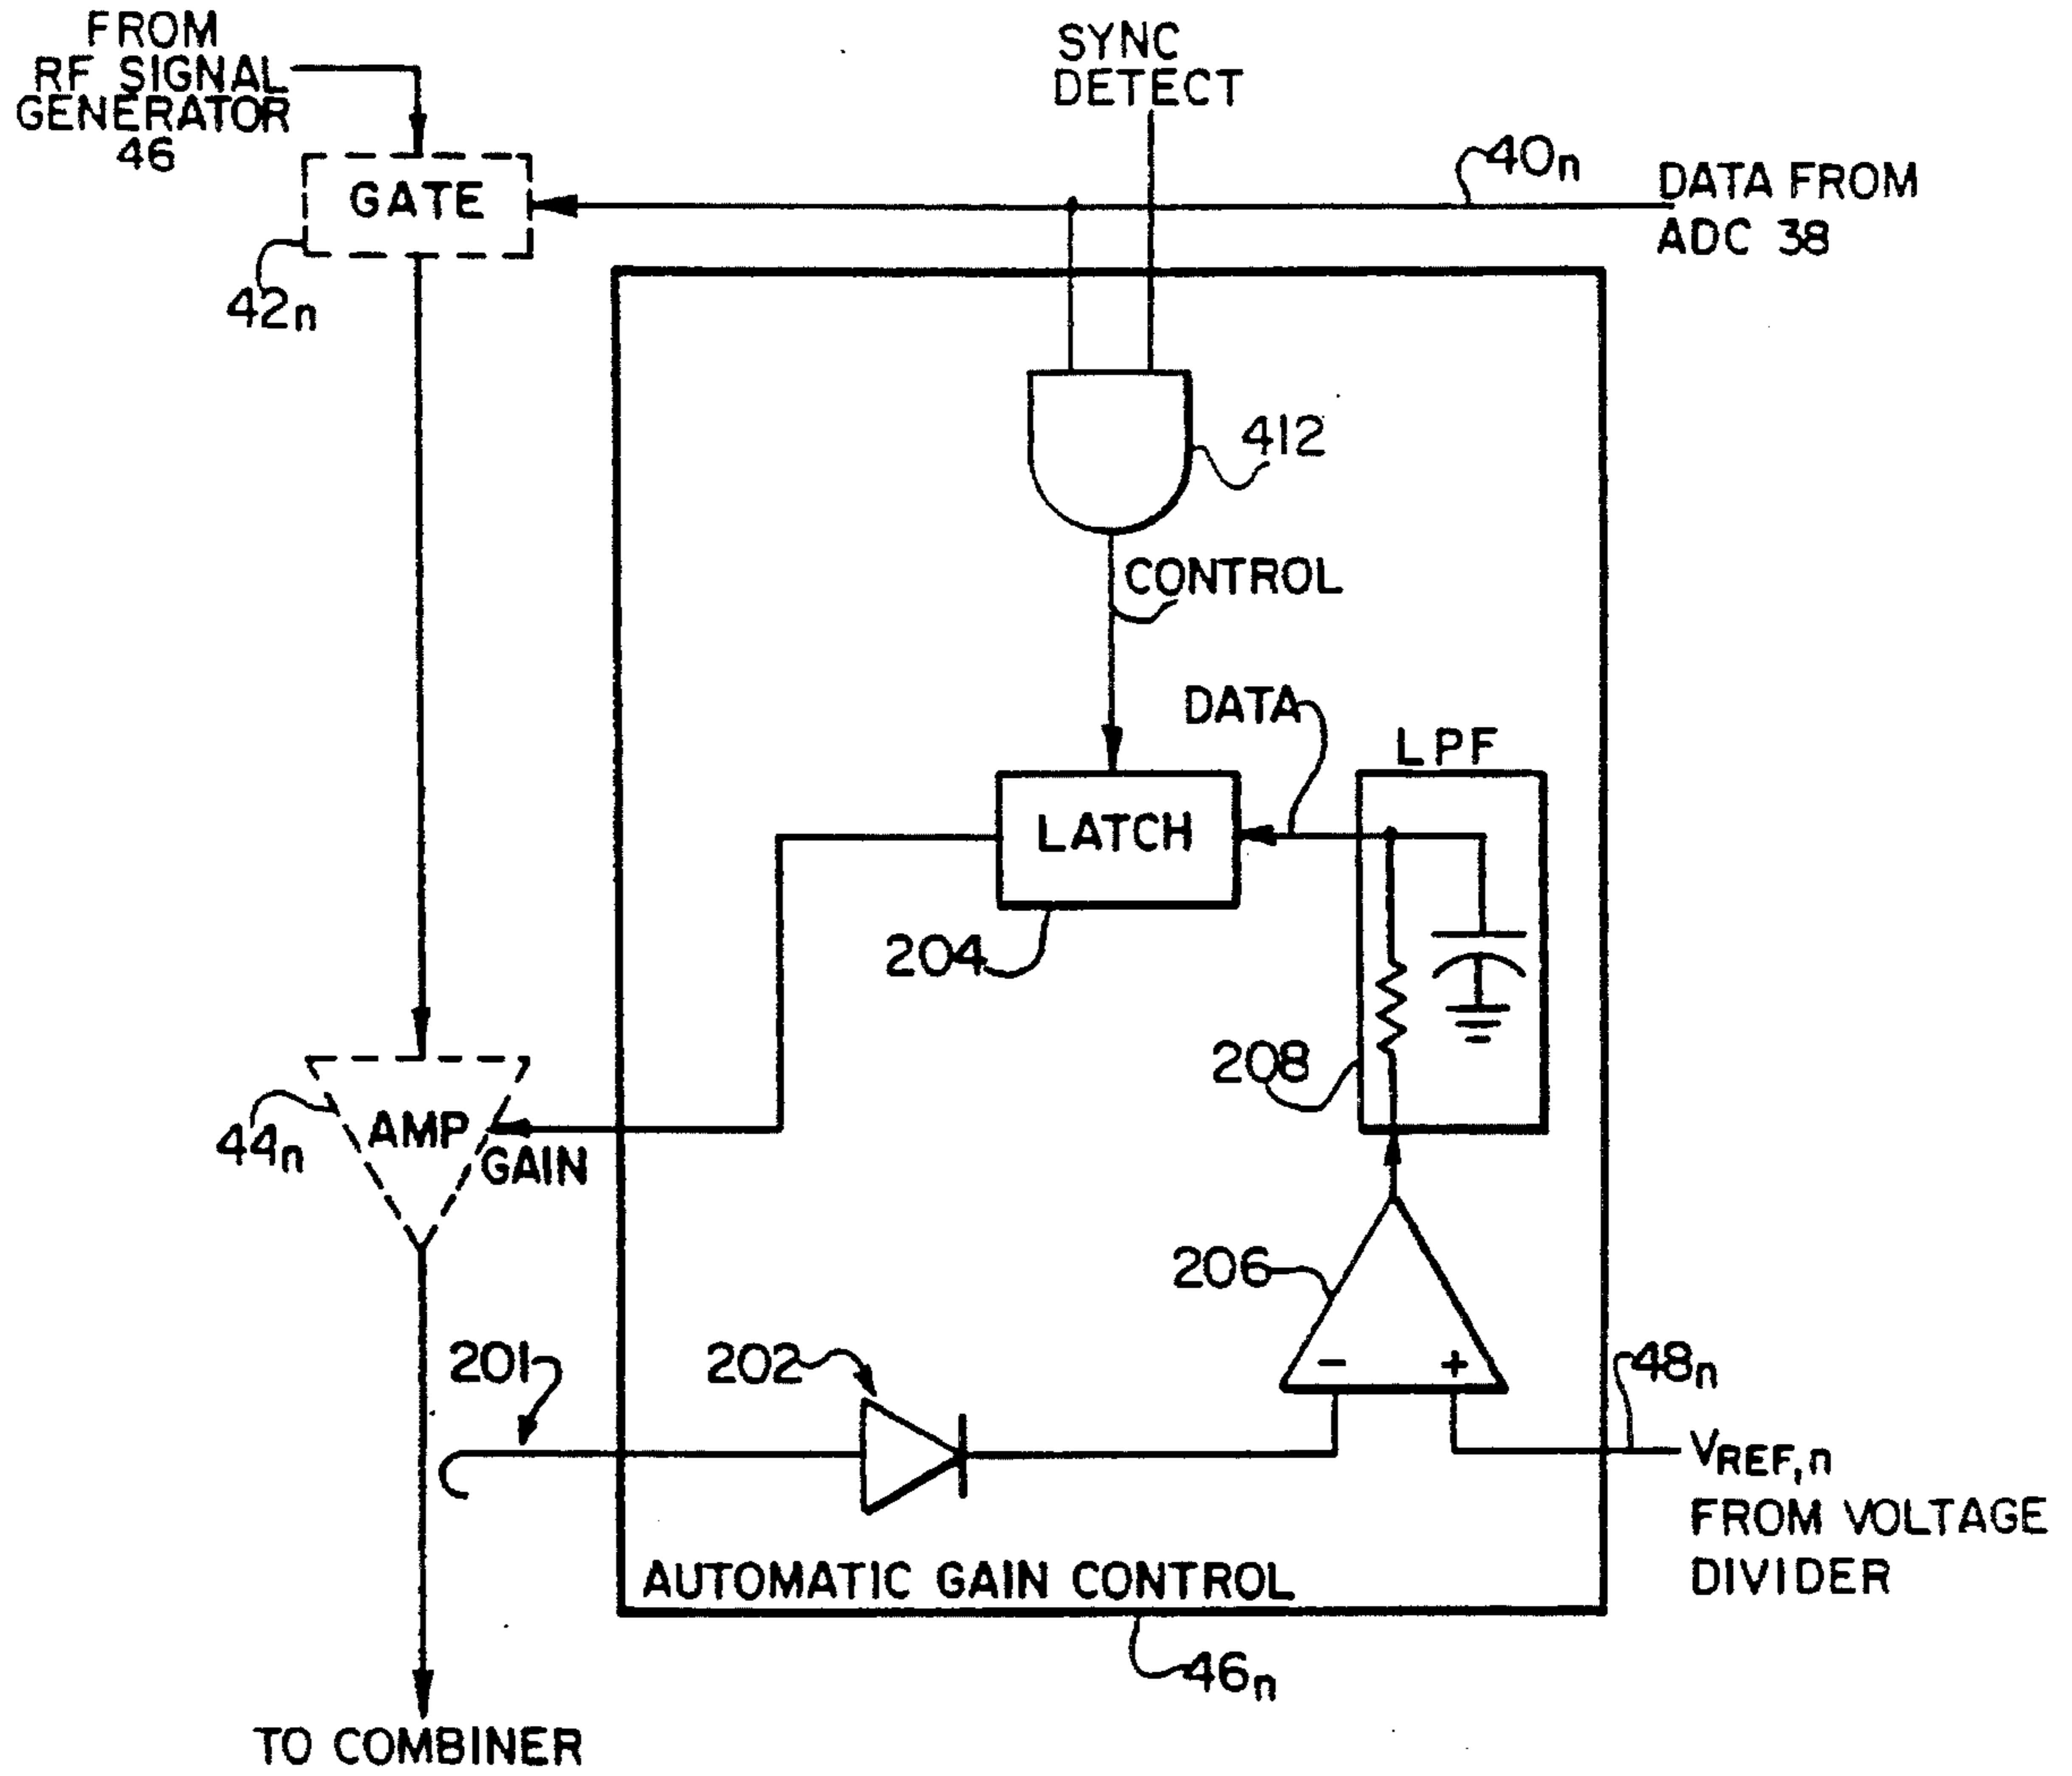 FROM
RF SIGNAL
GENERATOR
46
SYNC
DETECT
40n
DATA FROM
ADC 38
GATE
42n
412
CONTROL
DATA
LPF
LATCH
204
208
44n
AMP
GAIN
206
201
202
-
+
48n
VREF,n
FROM VOLTAGE
DIVIDER
AUTOMATIC GAIN CONTROL
46n
TO COMBINER